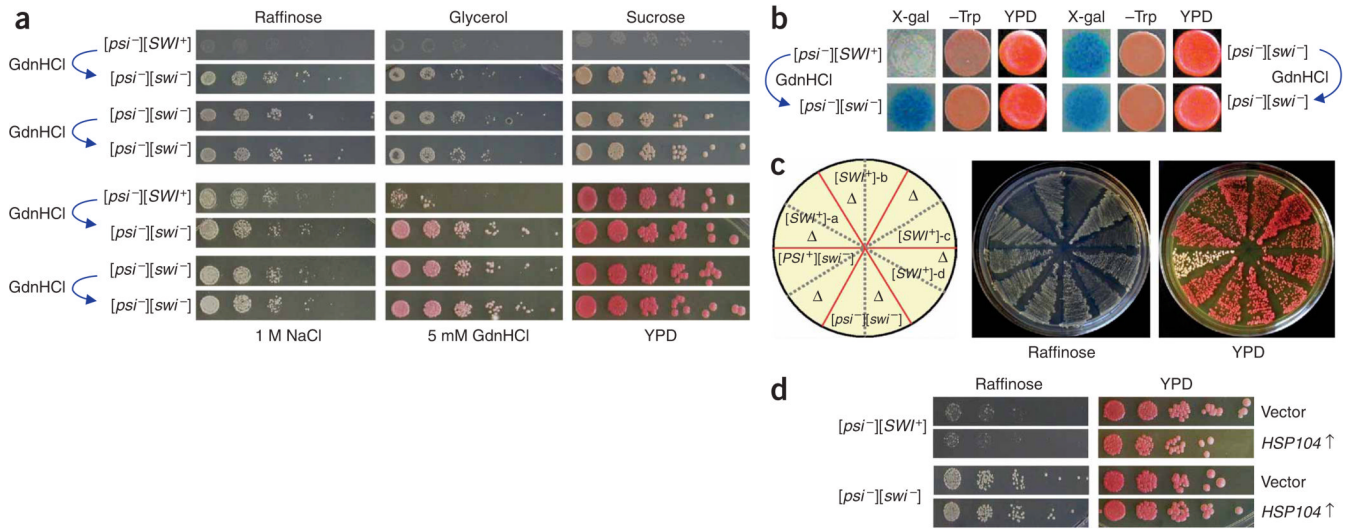 a
Raffinose Glycerol Sucrose
[psi−][SWI+]
GdnHCl
[psi−][swi−]
[psi−][swi−]
GdnHCl
[psi−][swi−]
[psi−][SWI+]
GdnHCl
[psi−][swi−]
[psi−][swi−]
GdnHCl
[psi−][swi−]
1 M NaCl 5 mM GdnHCl YPD
b
X-gal −Trp YPD X-gal −Trp YPD
[psi−][SWI+] [psi−][swi−]
GdnHCl GdnHCl
[psi−][swi−] [psi−][swi−]
c
[SWI+]-b
Δ Δ
[SWI+]-a
Δ [SWI+]-c
[PSI+][swi−] Δ
[SWI+]-d
Δ Δ
[psi−][swi−]
Raffinose YPD
d
Raffinose YPD
[psi−][SWI+]
Vector
HSP104 ↑
[psi−][swi−]
Vector
HSP104 ↑